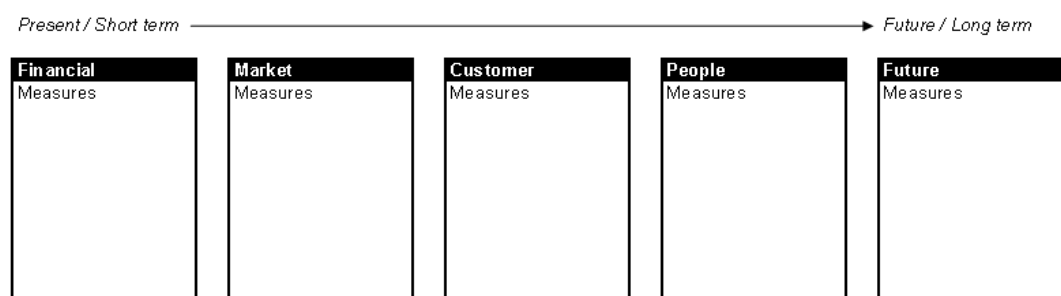 Present / Short term
Future / Long term
Financial
Measures
Market
Measures
Customer
Measures
People
Measures
Future
Measures